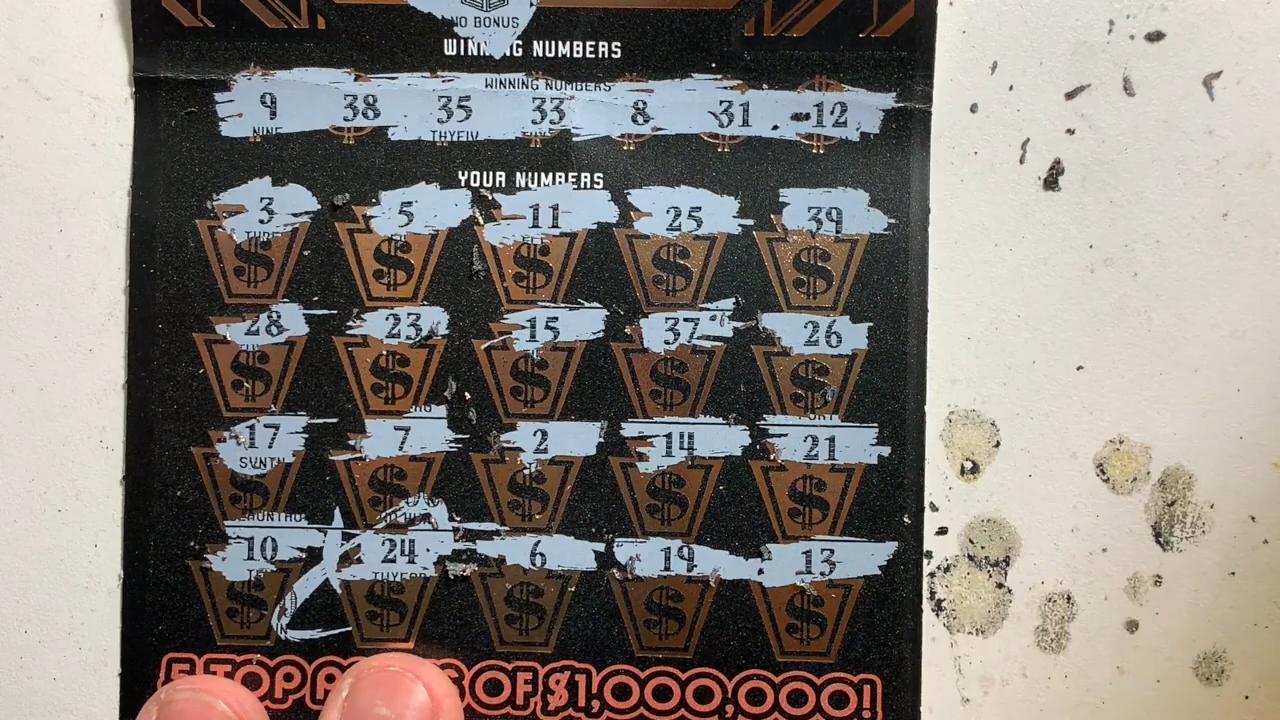 NO BONUS
WINNING NUMBERS
WINNING NUMBERS
9 38 35 33 8 31 12
NINE THYFIV
YOUR NUMBERS
3 5 11 25 39
$ $ $ $ $
28 23 15 37 26
$ $ $ $ $
17 7 2 14 21
SVNTN
$ $ $ $ $
10 24 6 19 13
$ $ $ $ $
OF $1,000,000!